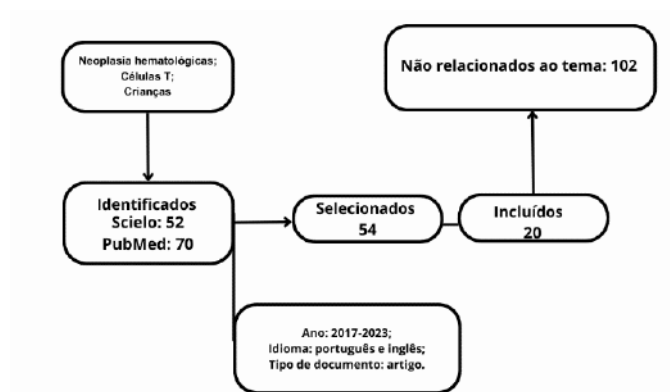 Neoplasia hematológicas;
Células T;
Crianças
Não relacionados ao tema: 102
Identificados
Scielo: 52
PubMed: 70
Selecionados
54
Incluídos
20
Ano: 2017-2023;
Idioma: português e inglês;
Tipo de documento: artigo.